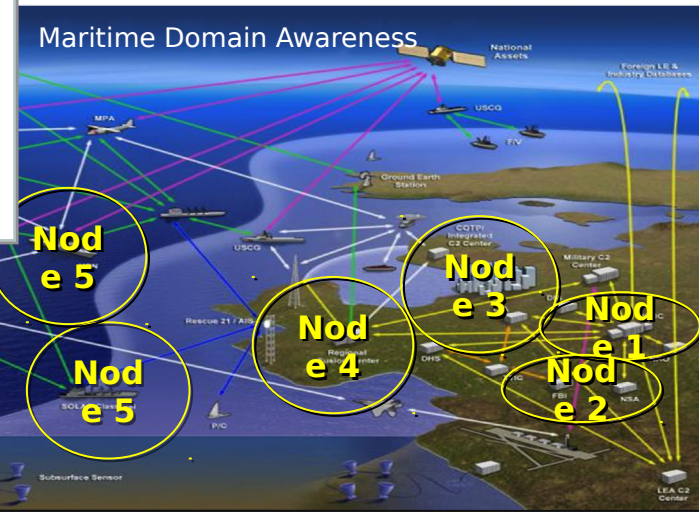 Maritime Domain Awareness
National
Assets
Foreign LE &
Industry Databases
MPA
USCG
F/V
Ground Earth
Station
USCG
COTP/
Integrated
C2 Center
Military C2
Center
Nod
e 5
Nod
e 3
Nod
e 1
Rescue 21 / AIS
Nod
e 4
Regional
Center
DHS
Nod
e 2
FBI
NSA
Nod
e 5
P/C
Subsurface Sensor
LEA C2
Center